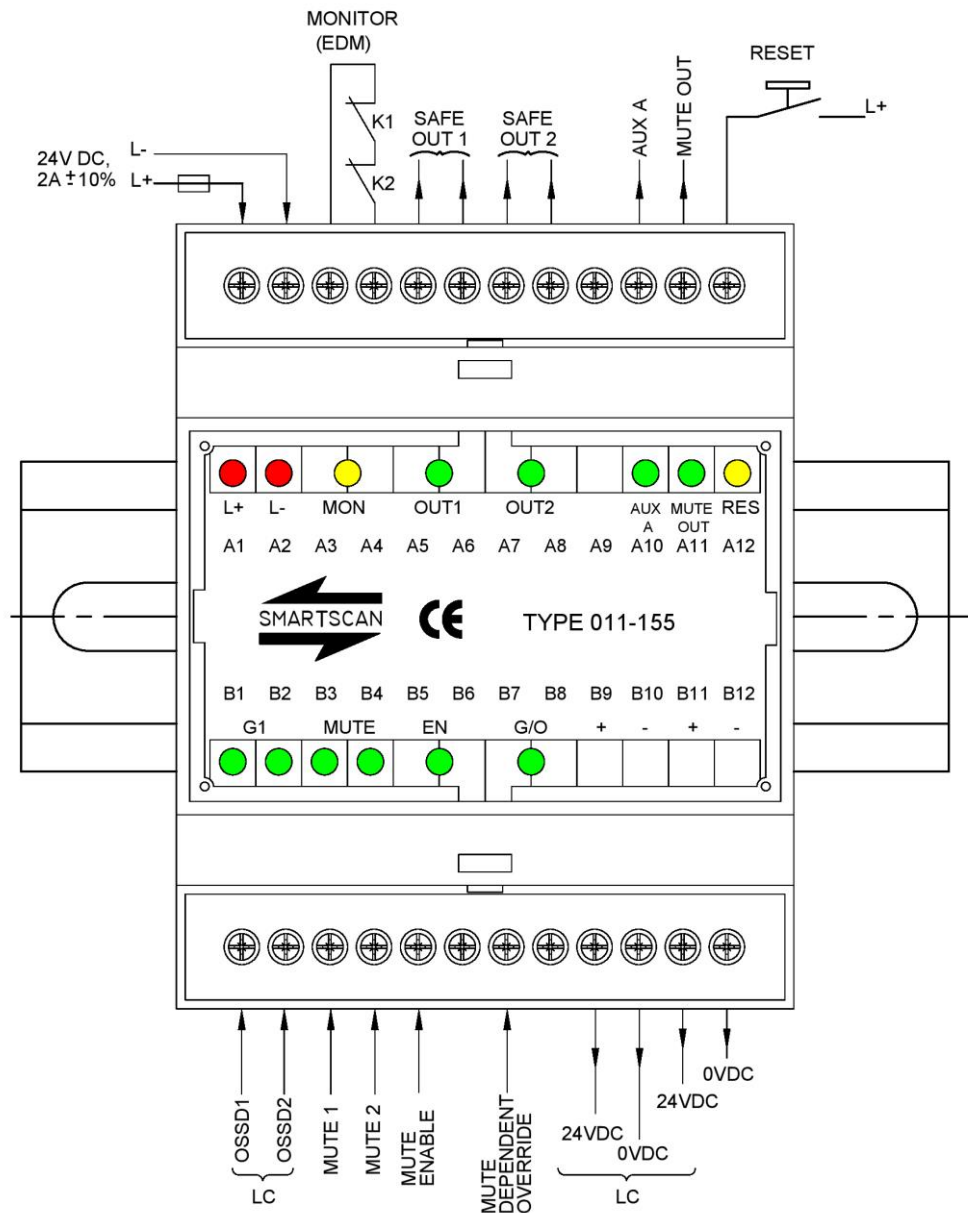 MONITOR
(EDM)
RESET
K1
K2
SAFE
OUT 1
SAFE
OUT 2
AUX A
MUTE OUT
L+
24V DC,
2A ± 10%
L-
L+
L+ L- MON OUT1 OUT2 AUX A MUTE OUT RES
A1 A2 A3 A4 A5 A6 A7 A8 A9 A10 A11 A12
SMARTSCAN
CE
TYPE 011-155
B1 B2 B3 B4 B5 B6 B7 B8 B9 B10 B11 B12
G1 MUTE EN G/O + - + -
OSSD1
OSSD2
LC
MUTE 1
MUTE 2
MUTE
ENABLE
MUTE
DEPENDENT
OVERRIDE
24VDC
0VDC
24VDC
0VDC
LC